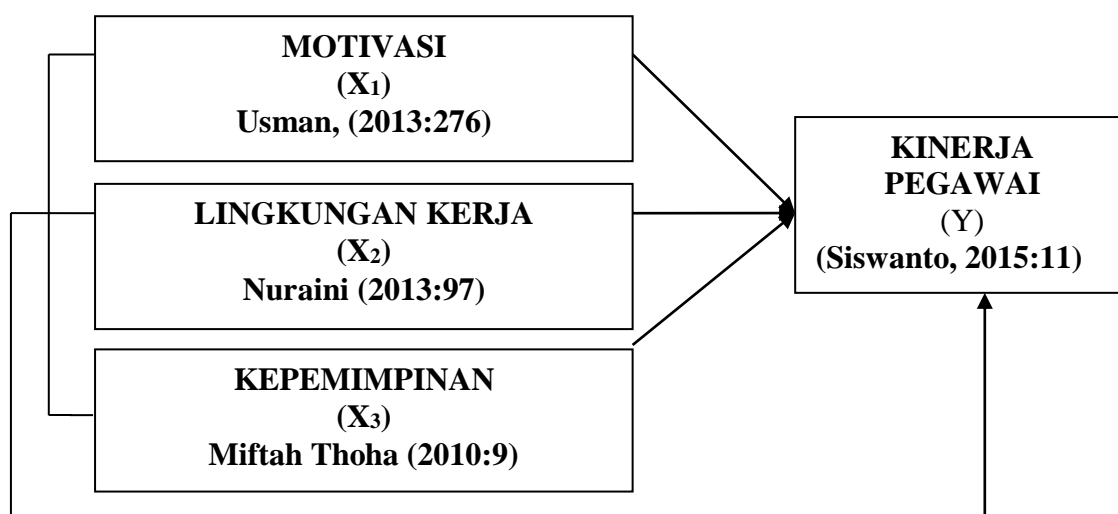 MOTIVASI
(X₁)
Usman, (2013:276)
LINGKUNGAN KERJA
(X₂)
Nuraini (2013:97)
KEPEMIMPINAN
(X₃)
Miftah Thoha (2010:9)
KINERJA
PEGAWAI
(Y)
(Siswanto, 2015:11)